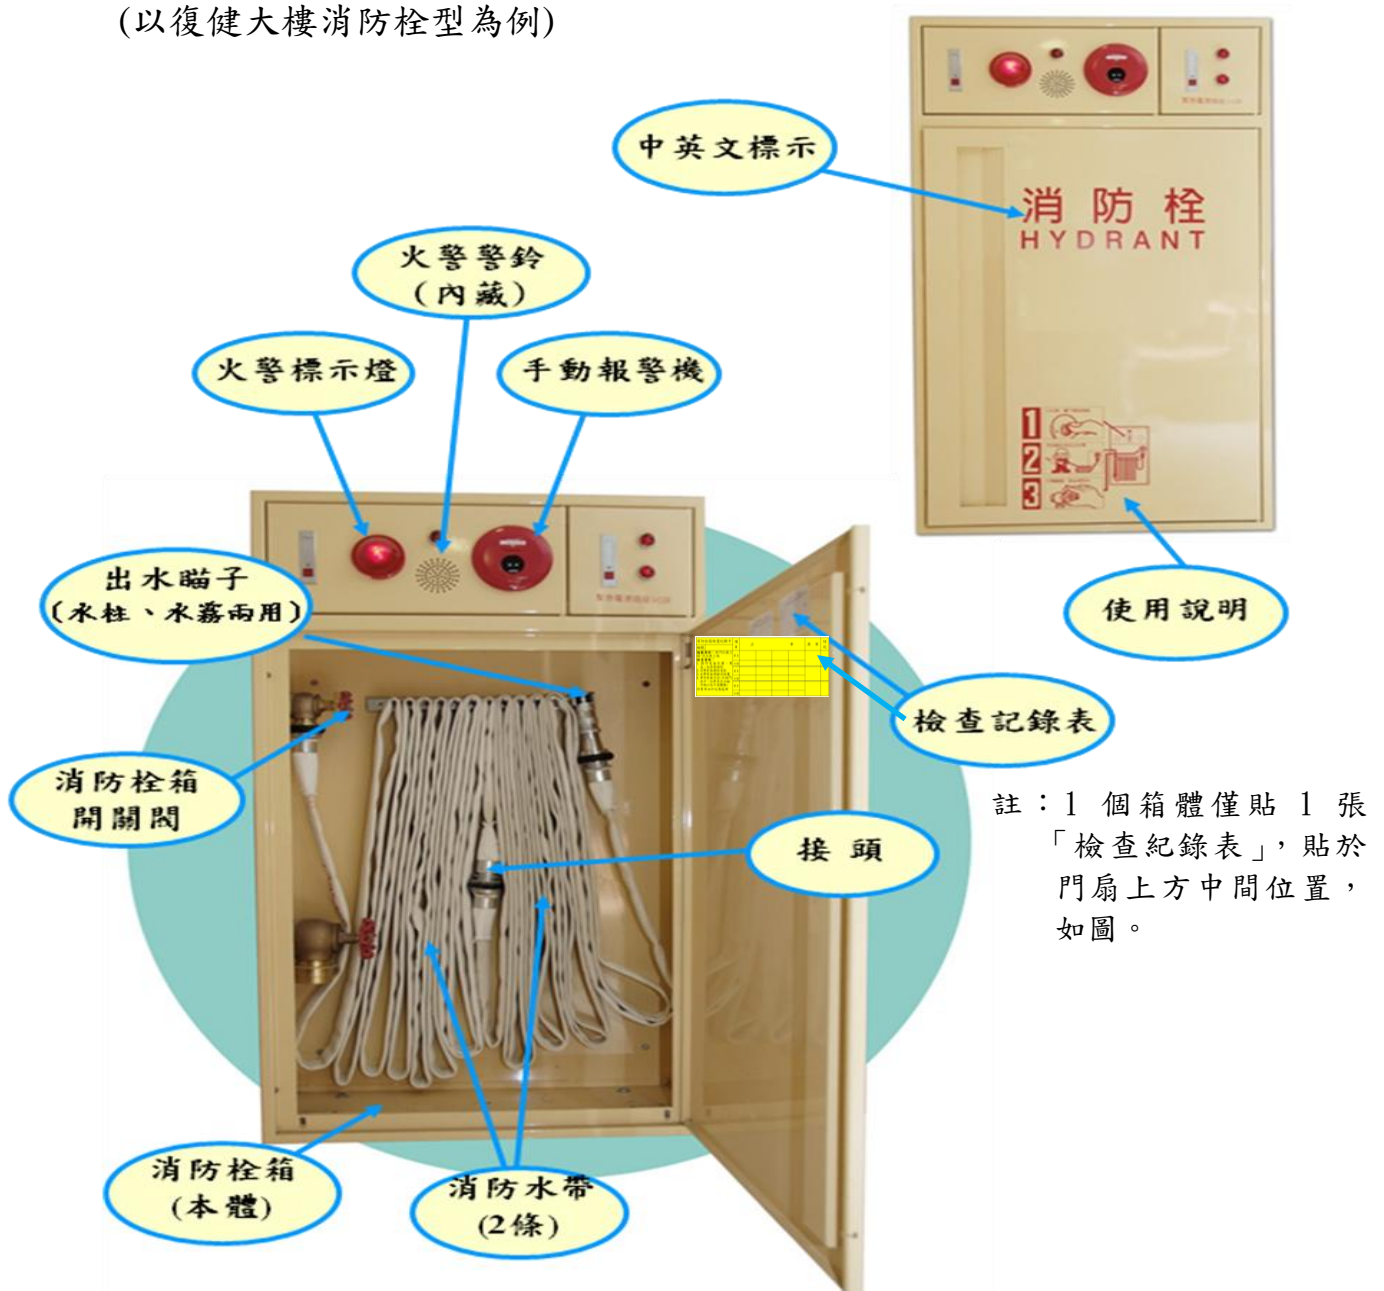 (以復健大樓消防栓型為例)
中英文標示
消防栓
HYDRANT
火警警鈴
(內藏)
火警標示燈
手動報警機
1
2
3
出水瞄子
(水柱、水霧兩用)
使用說明
檢查記錄表
消防栓箱
開關閥
接頭
註：1 個箱體僅貼 1 張
「檢查紀錄表」，貼於
門扇上方中間位置，
如圖。
消防栓箱
(本體)
消防水帶
(2條)